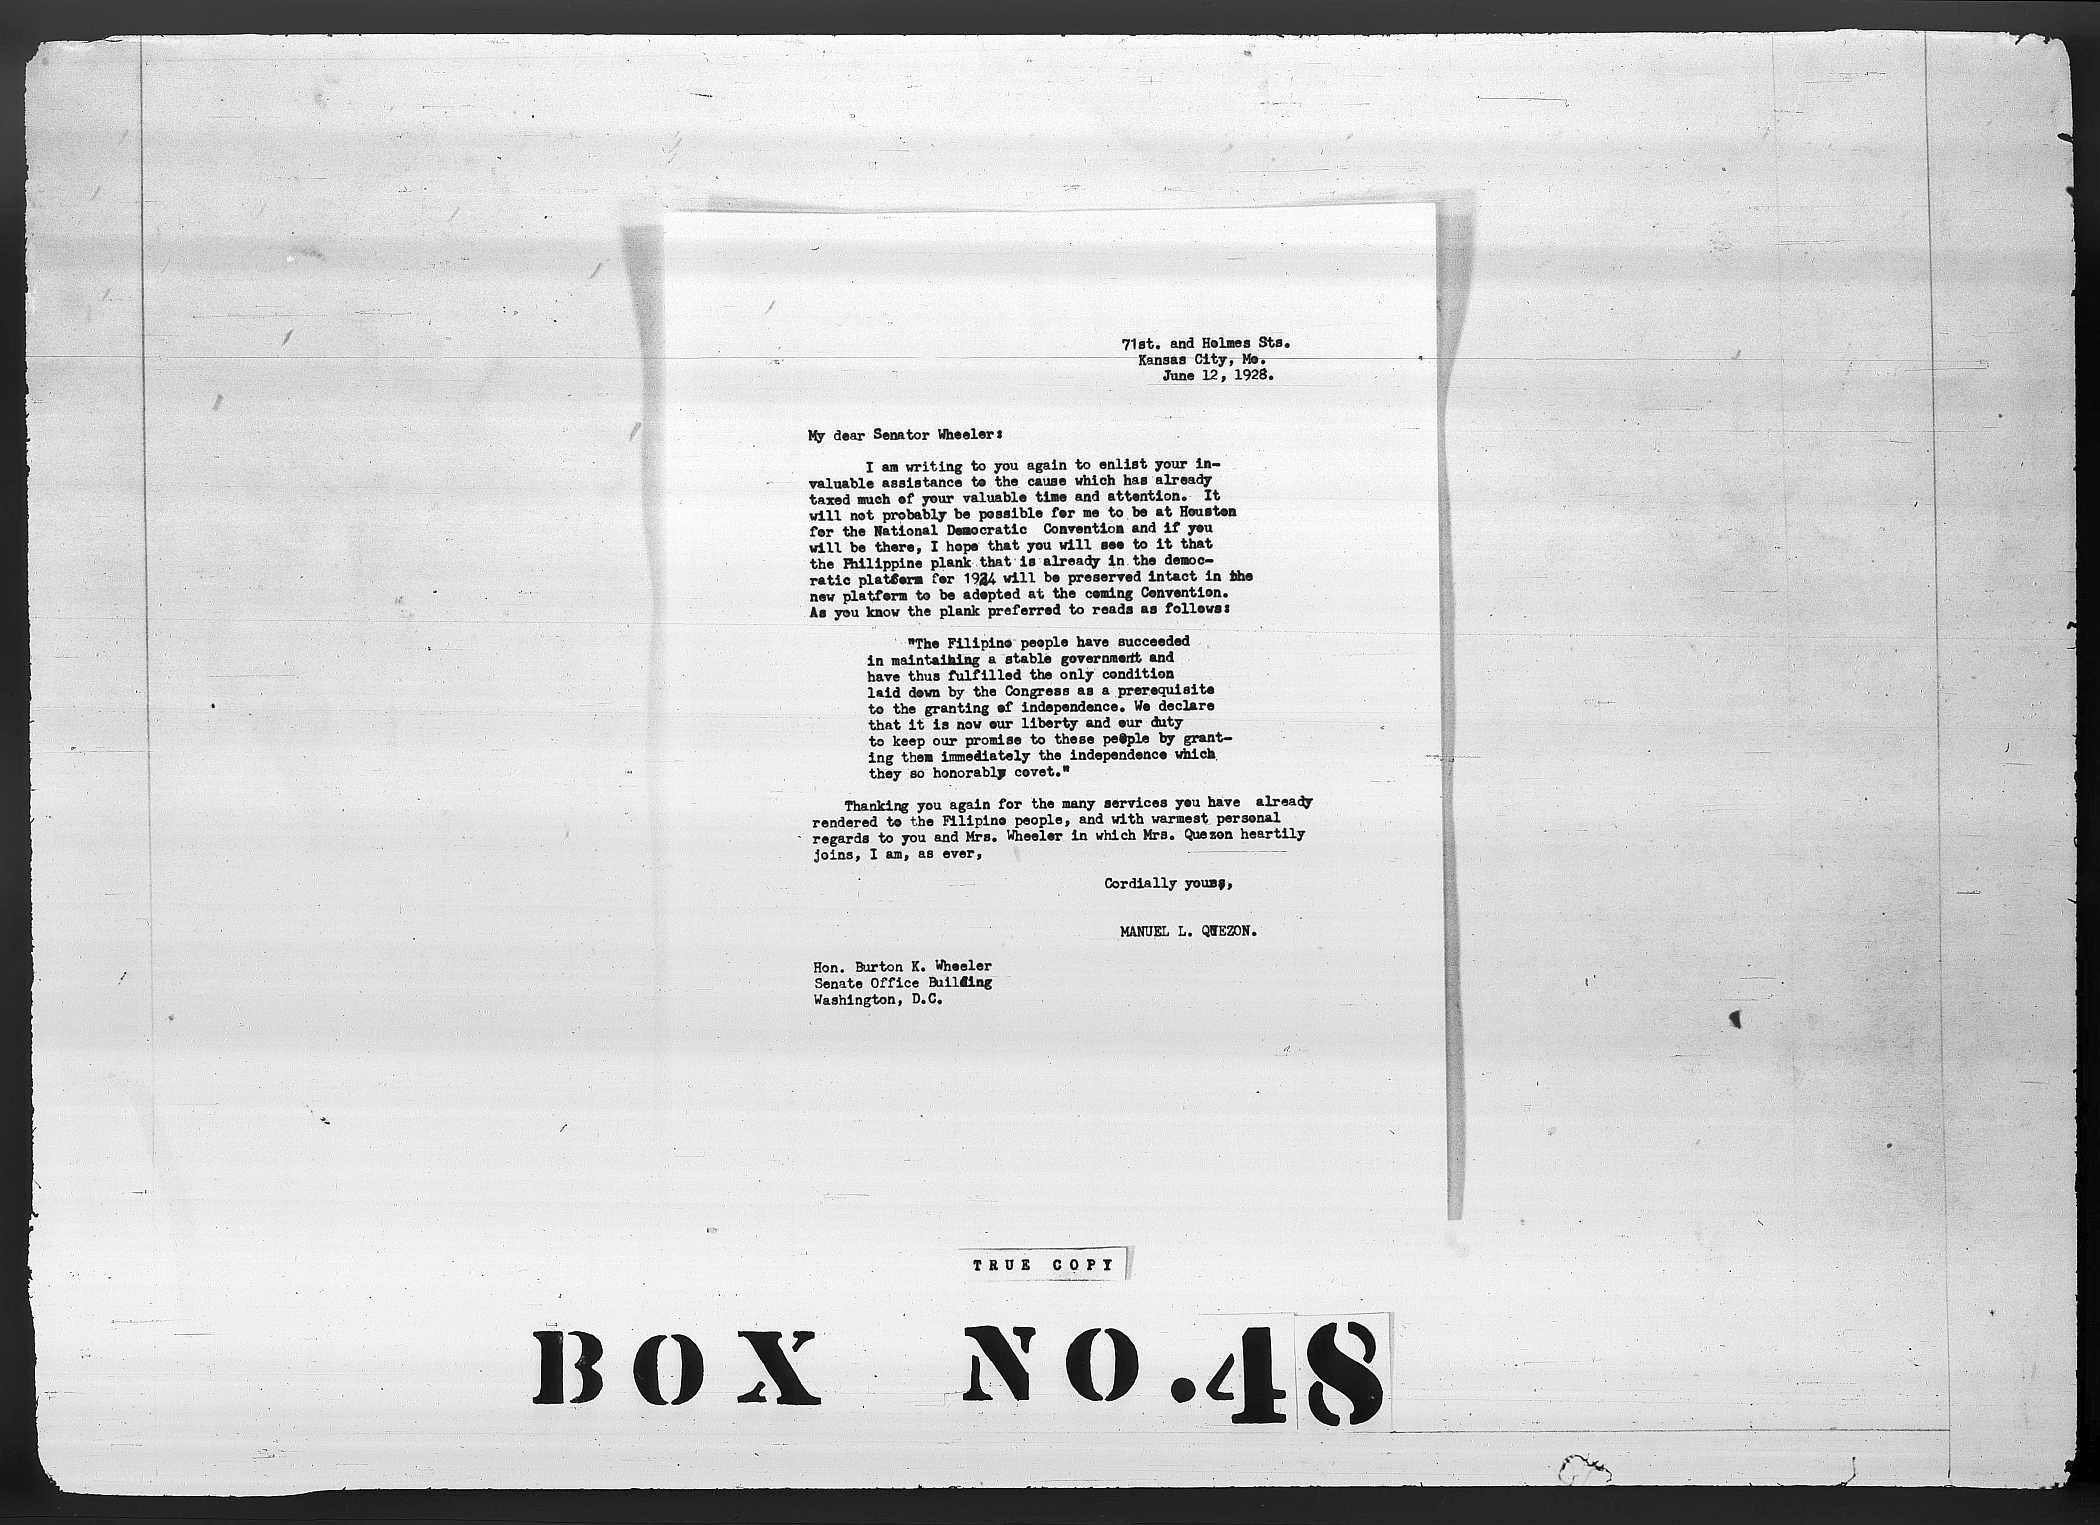 71st. and Holmes Sts.
Kansas City, Mo.
June 12, 1928.
My dear Senator Wheeler:
I am writing to you again to enlist your in-
valuable assistance to the cause which has already
taxed much of your valuable time and attention. It
will not probably be possible for me to be at Houston
for the National Democratic Convention and if you
will be there, I hope that you will see to it that
the Philippine plank that is already in the democ-
ratic platform for 1924 will be preserved intact in the
new platform to be adopted at the coming Convention.
As you know the plank preferred to reads as follows:
"The Filipino people have succeeded
in maintaining a stable government and
have thus fulfilled the only condition
laid down by the Congress as a prerequisite
to the granting of independence. We declare
that it is now our liberty and our duty
to keep our promise to these people by grant-
ing them immediately the independence which
they so honorably covet."
Thanking you again for the many services you have already
rendered to the Filipino people, and with warmest personal
regards to you and Mrs. Wheeler in which Mrs. Quezon heartily
joins, I am, as ever,
Cordially yours,
MANUEL L. QUEZON.
Hon. Burton K. Wheeler
Senate Office Building
Washington, D.C.
TRUE COPY
BOX NO.48